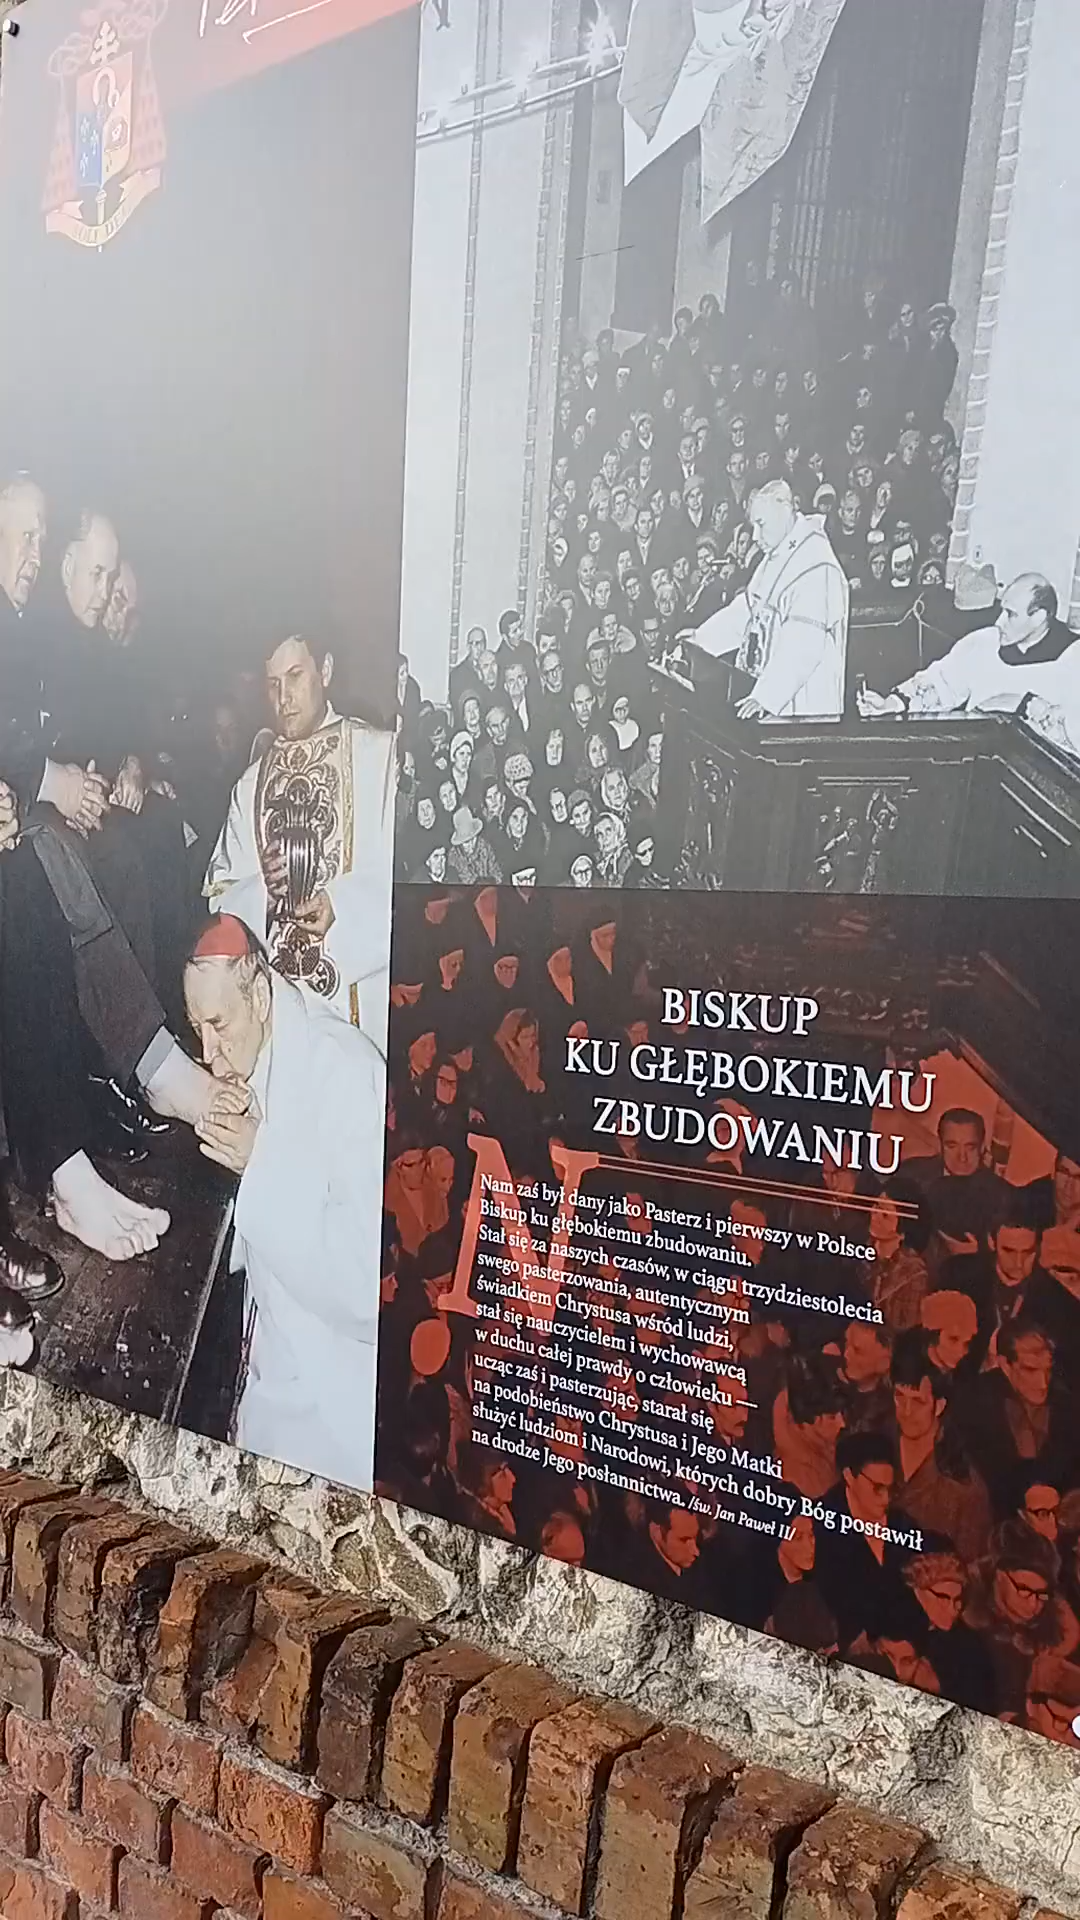 SOLI DEO
BISKUP
KU GŁĘBOKIEMU
ZBUDOWANIU
N
Nam zaś był dany jako Pasterz i pierwszy w Polsce
Biskup ku głębokiemu zbudowaniu.
Stał się za naszych czasów, w ciągu trzydziestolecia
swego pasterzowania, autentycznym
świadkiem Chrystusa wśród ludzi,
stał się nauczycielem i wychowawcą
w duchu całej prawdy o człowieku —
ucząc zaś i pasterzując, starał się
na podobieństwo Chrystusa i Jego Matki
służyć ludziom i Narodowi, których dobry Bóg postawił
na drodze Jego posłannictwa. /św. Jan Paweł II/